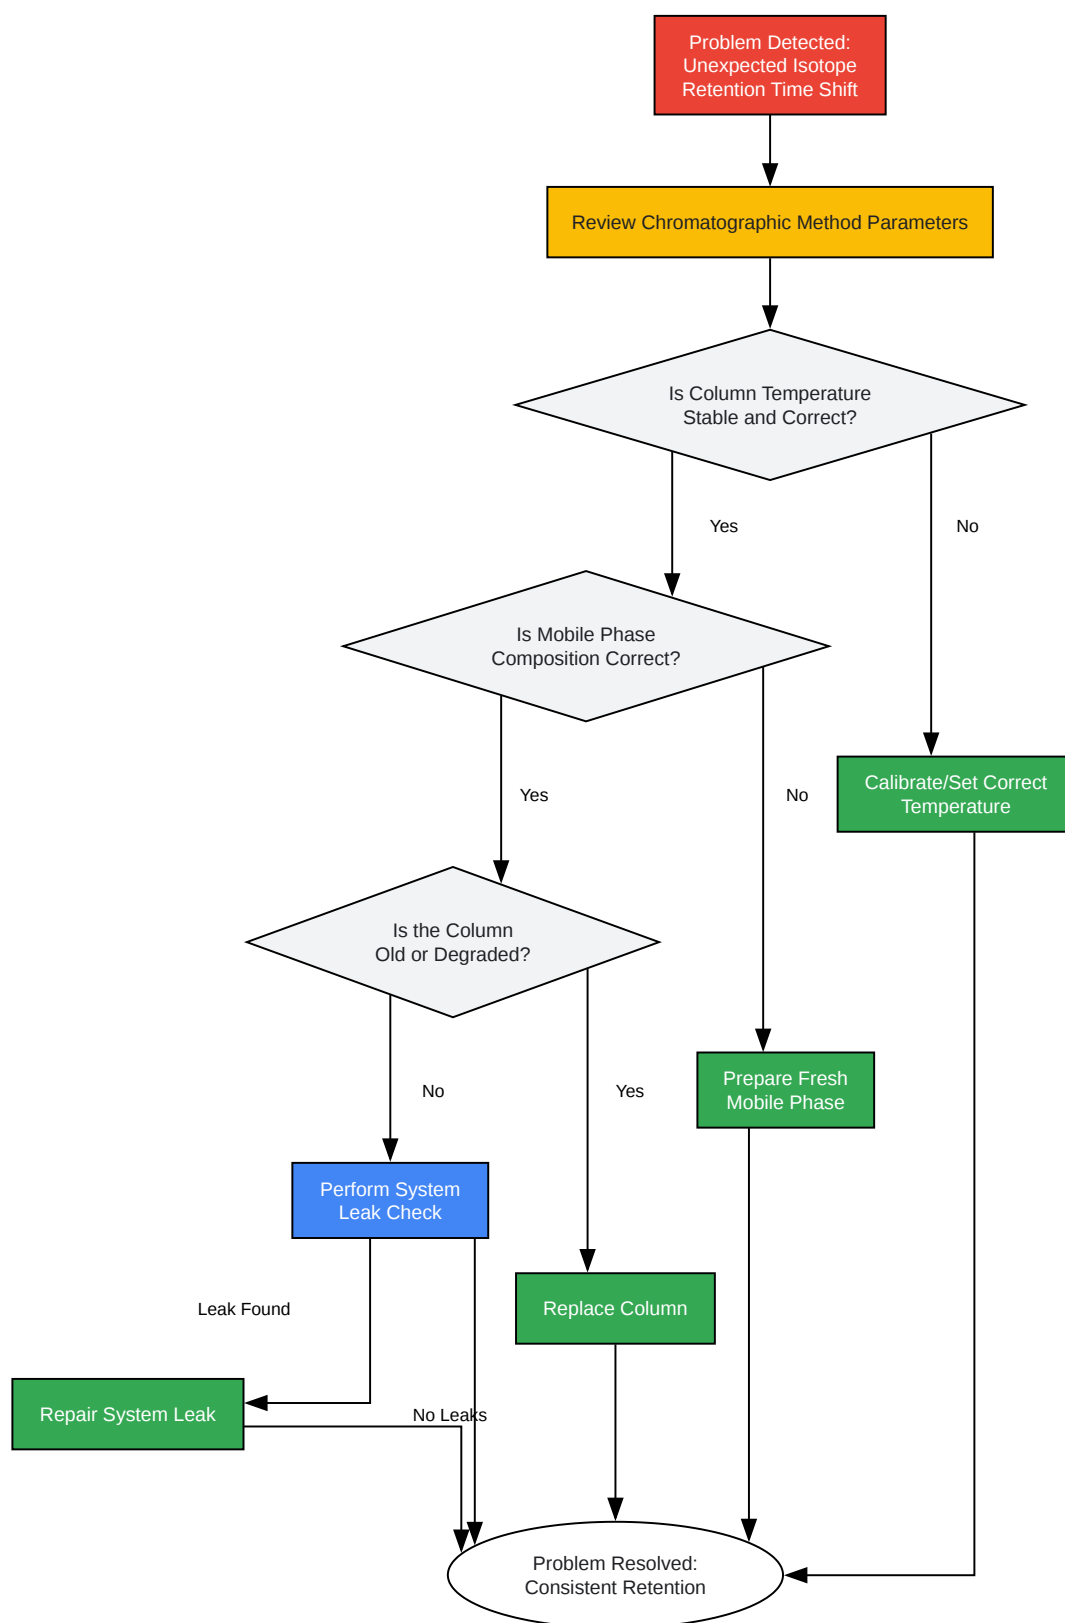 Problem Detected:
Unexpected Isotope
Retention Time Shift
Review Chromatographic Method Parameters
Is Column Temperature
Stable and Correct?
Yes
No
Is Mobile Phase
Composition Correct?
Yes
No
Calibrate/Set Correct
Temperature
Is the Column
Old or Degraded?
No
Yes
Prepare Fresh
Mobile Phase
Perform System
Leak Check
Leak Found
Replace Column
Repair System Leak
No Leaks
Problem Resolved:
Consistent Retention